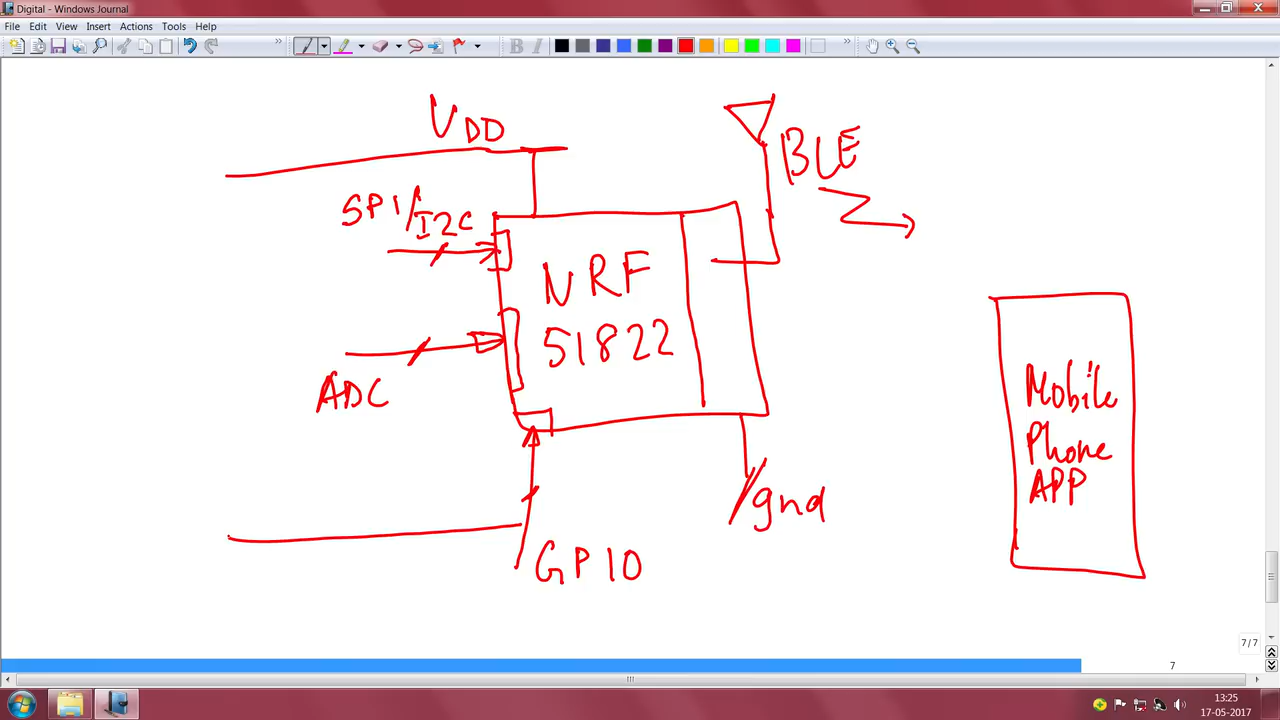 Digital - Windows Journal
File Edit View Insert Actions Tools Help
B I
VDD
BLE
SPI/I2C
NRF
51822
ADC
Mobile
Phone
APP
gnd
GPIO
7/7
7
13:25
17-05-2017